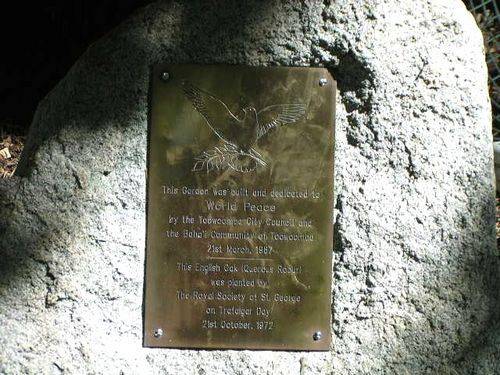 This Garden was built and dedicated to
World Peace
by the Toowoomba City Council and
the Baha'i Community of Toowoomba
21st March, 1987
This English Oak (Quercus Robur)
was planted by
The Royal Society of St. George
on Trafalgar Day
21st October, 1972